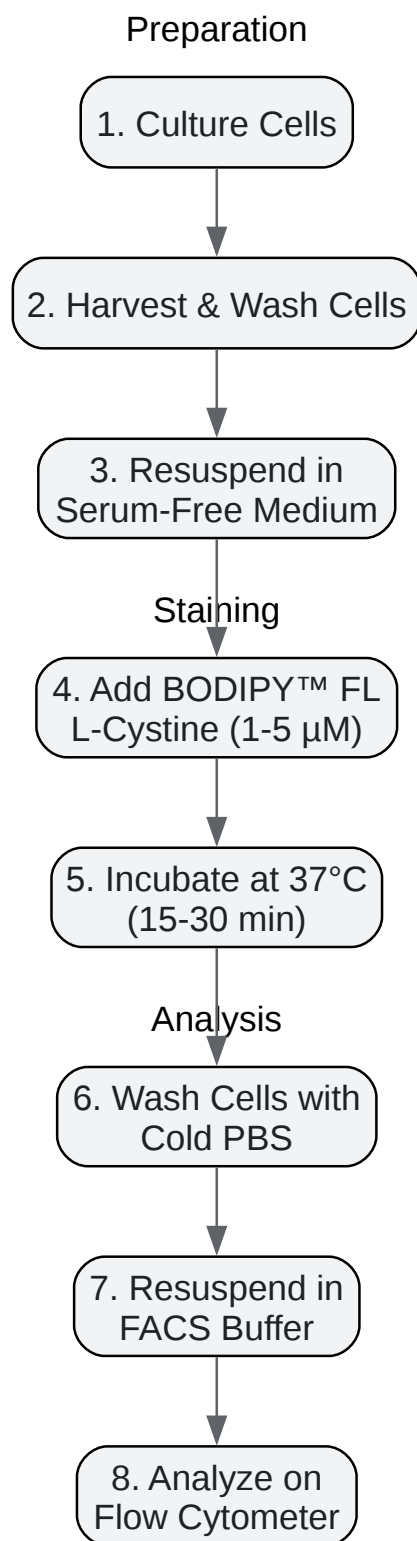 Preparation
1. Culture Cells
2. Harvest & Wash Cells
3. Resuspend in
Serum-Free Medium
Staining
4. Add BODIPY™ FL
L-Cystine (1-5 µM)
5. Incubate at 37°C
(15-30 min)
Analysis
6. Wash Cells with
Cold PBS
7. Resuspend in
FACS Buffer
8. Analyze on
Flow Cytometer